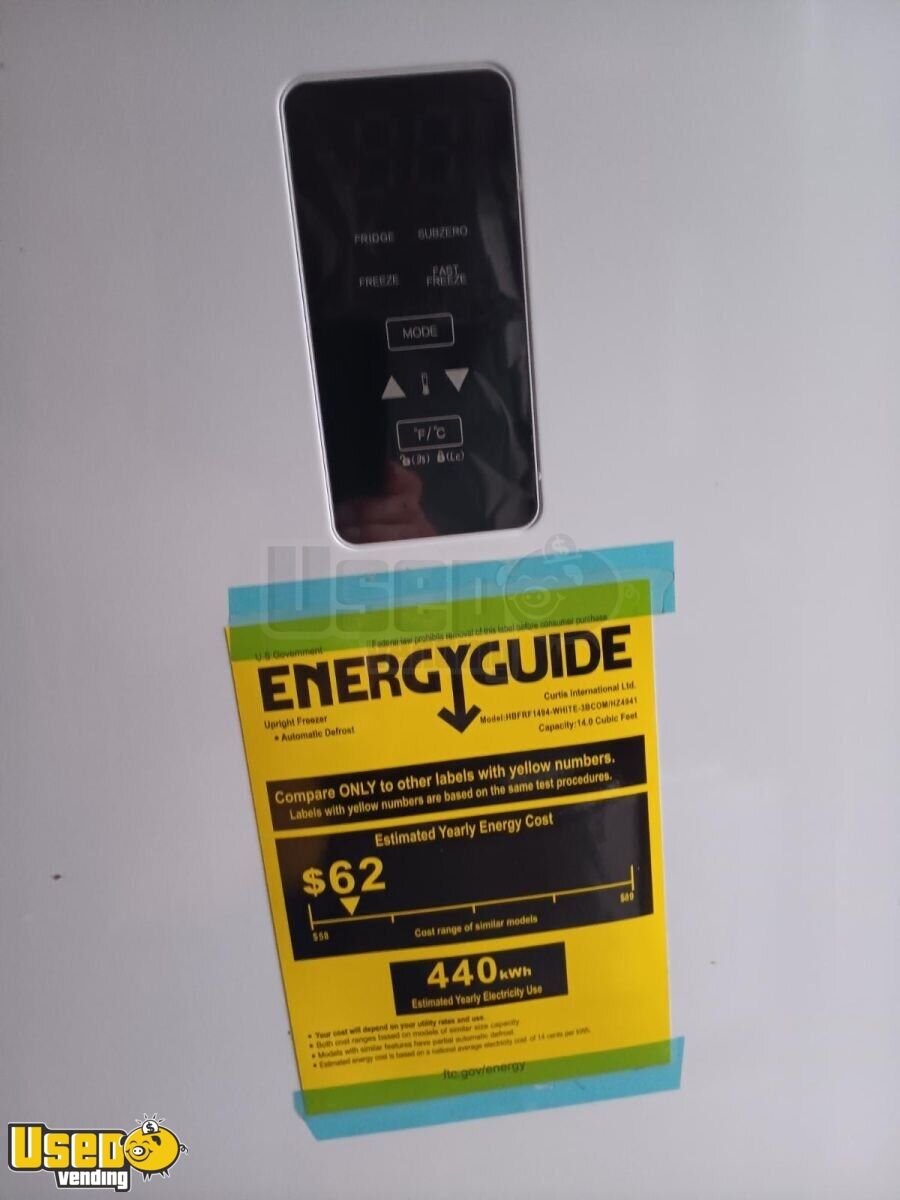 FRIDGE SUBZERO
FREEZE FAST FREEZE
MODE
°F/°C
(3s) (Lc)
U.S Government Federal law prohibits removal of this label before consumer purchase
ENERGYGUIDE
Upright Freezer
• Automatic Defrost
Curtis International Ltd.
Model:HBFRF1494-WHITE-3BCOM/HZ4941
Capacity:14.0 Cubic Feet
Compare ONLY to other labels with yellow numbers.
Labels with yellow numbers are based on the same test procedures.
Estimated Yearly Energy Cost
$62
$58 $89
Cost range of similar models
440kWh
Estimated Yearly Electricity Use
• Your cost will depend on your utility rates and use.
• Both cost ranges based on models of similar size capacity.
• Models with similar features have partial automatic defrost.
• Estimated energy cost is based on a national average electricity cost of 14 cents per kWh.
ftc.gov/energy
USED
vending